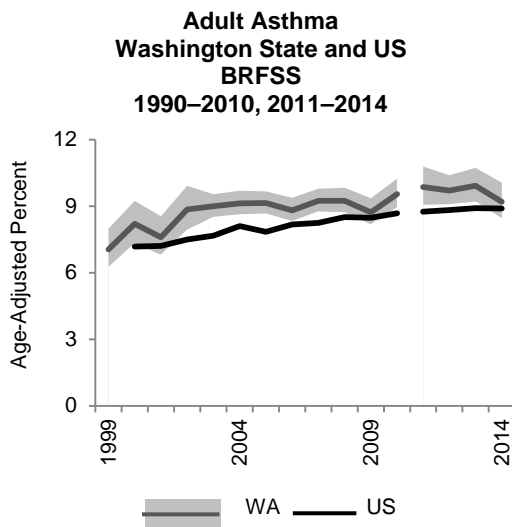 Adult Asthma
Washington State and US
BRFSS
1990–2010, 2011–2014
Age-Adjusted Percent
12
9
6
3
0
1999
2004
2009
2014
WA
US